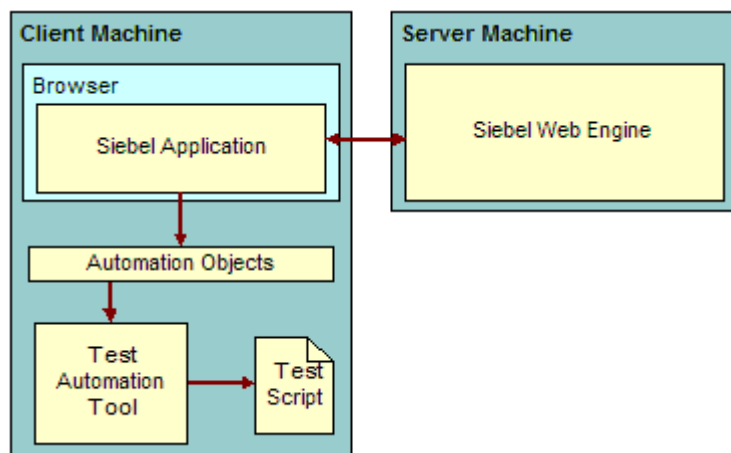 Client Machine
Browser
Siebel Application
Automation Objects
Test
Automation
Tool
Test
Script
Server Machine
Siebel Web Engine